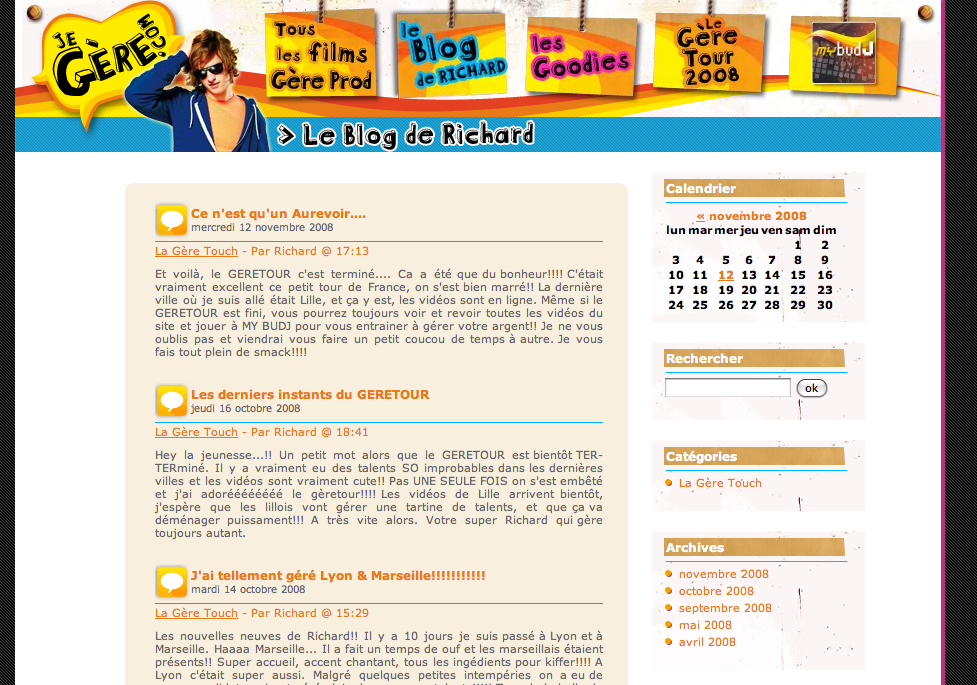 JE GÈRE!.COM
Tous les films Gère Prod
le Blog de RICHARD
les Goodies
Le Gère Tour 2008
mybudJ
> Le Blog de Richard
Ce n'est qu'un Aurevoir....
mercredi 12 novembre 2008
La Gère Touch - Par Richard @ 17:13
Et voilà, le GERETOUR c'est terminé.... Ca a été que du bonheur!!!! C'était
vraiment excellent ce petit tour de France, on s'est bien marré!! La dernière
ville où je suis allé était Lille, et ça y est, les vidéos sont en ligne. Même si le
GERETOUR est fini, vous pourrez toujours voir et revoir toutes les vidéos du
site et jouer à MY BUDJ pour vous entrainer à gérer votre argent!! Je ne vous
oublis pas et viendrai vous faire un petit coucou de temps à autre. Je vous
fais tout plein de smack!!!!
Les derniers instants du GERETOUR
jeudi 16 octobre 2008
La Gère Touch - Par Richard @ 18:41
Hey la jeunesse...!! Un petit mot alors que le GERETOUR est bientôt TER-
TERminé. Il y a vraiment eu des talents SO improbables dans les dernières
villes et les vidéos sont vraiment cute!! Pas UNE SEULE FOIS on s'est embêté
et j'ai adoréééééééé le gèretour!!!! Les vidéos de Lille arrivent bientôt,
j'espère que les lillois vont gérer une tartine de talents, et que ça va
déménager puissament!!! A très vite alors. Votre super Richard qui gère
toujours autant.
J'ai tellement géré Lyon & Marseille!!!!!!!!!!!
mardi 14 octobre 2008
La Gère Touch - Par Richard @ 15:29
Les nouvelles neuves de Richard!! Il y a 10 jours je suis passé à Lyon et à
Marseille. Haaaa Marseille... Il a fait un temps de ouf et les marseillais étaient
présents!! Super accueil, accent chantant, tous les ingédients pour kiffer!!!! A
Lyon c'était super aussi. Malgré quelques petites intempéries on a eu de
Calendrier
« novembre 2008
lun mar mer jeu ven sam dim
1 2
3 4 5 6 7 8 9
10 11 12 13 14 15 16
17 18 19 20 21 22 23
24 25 26 27 28 29 30
Rechercher
ok
Catégories
La Gère Touch
Archives
novembre 2008
octobre 2008
septembre 2008
mai 2008
avril 2008